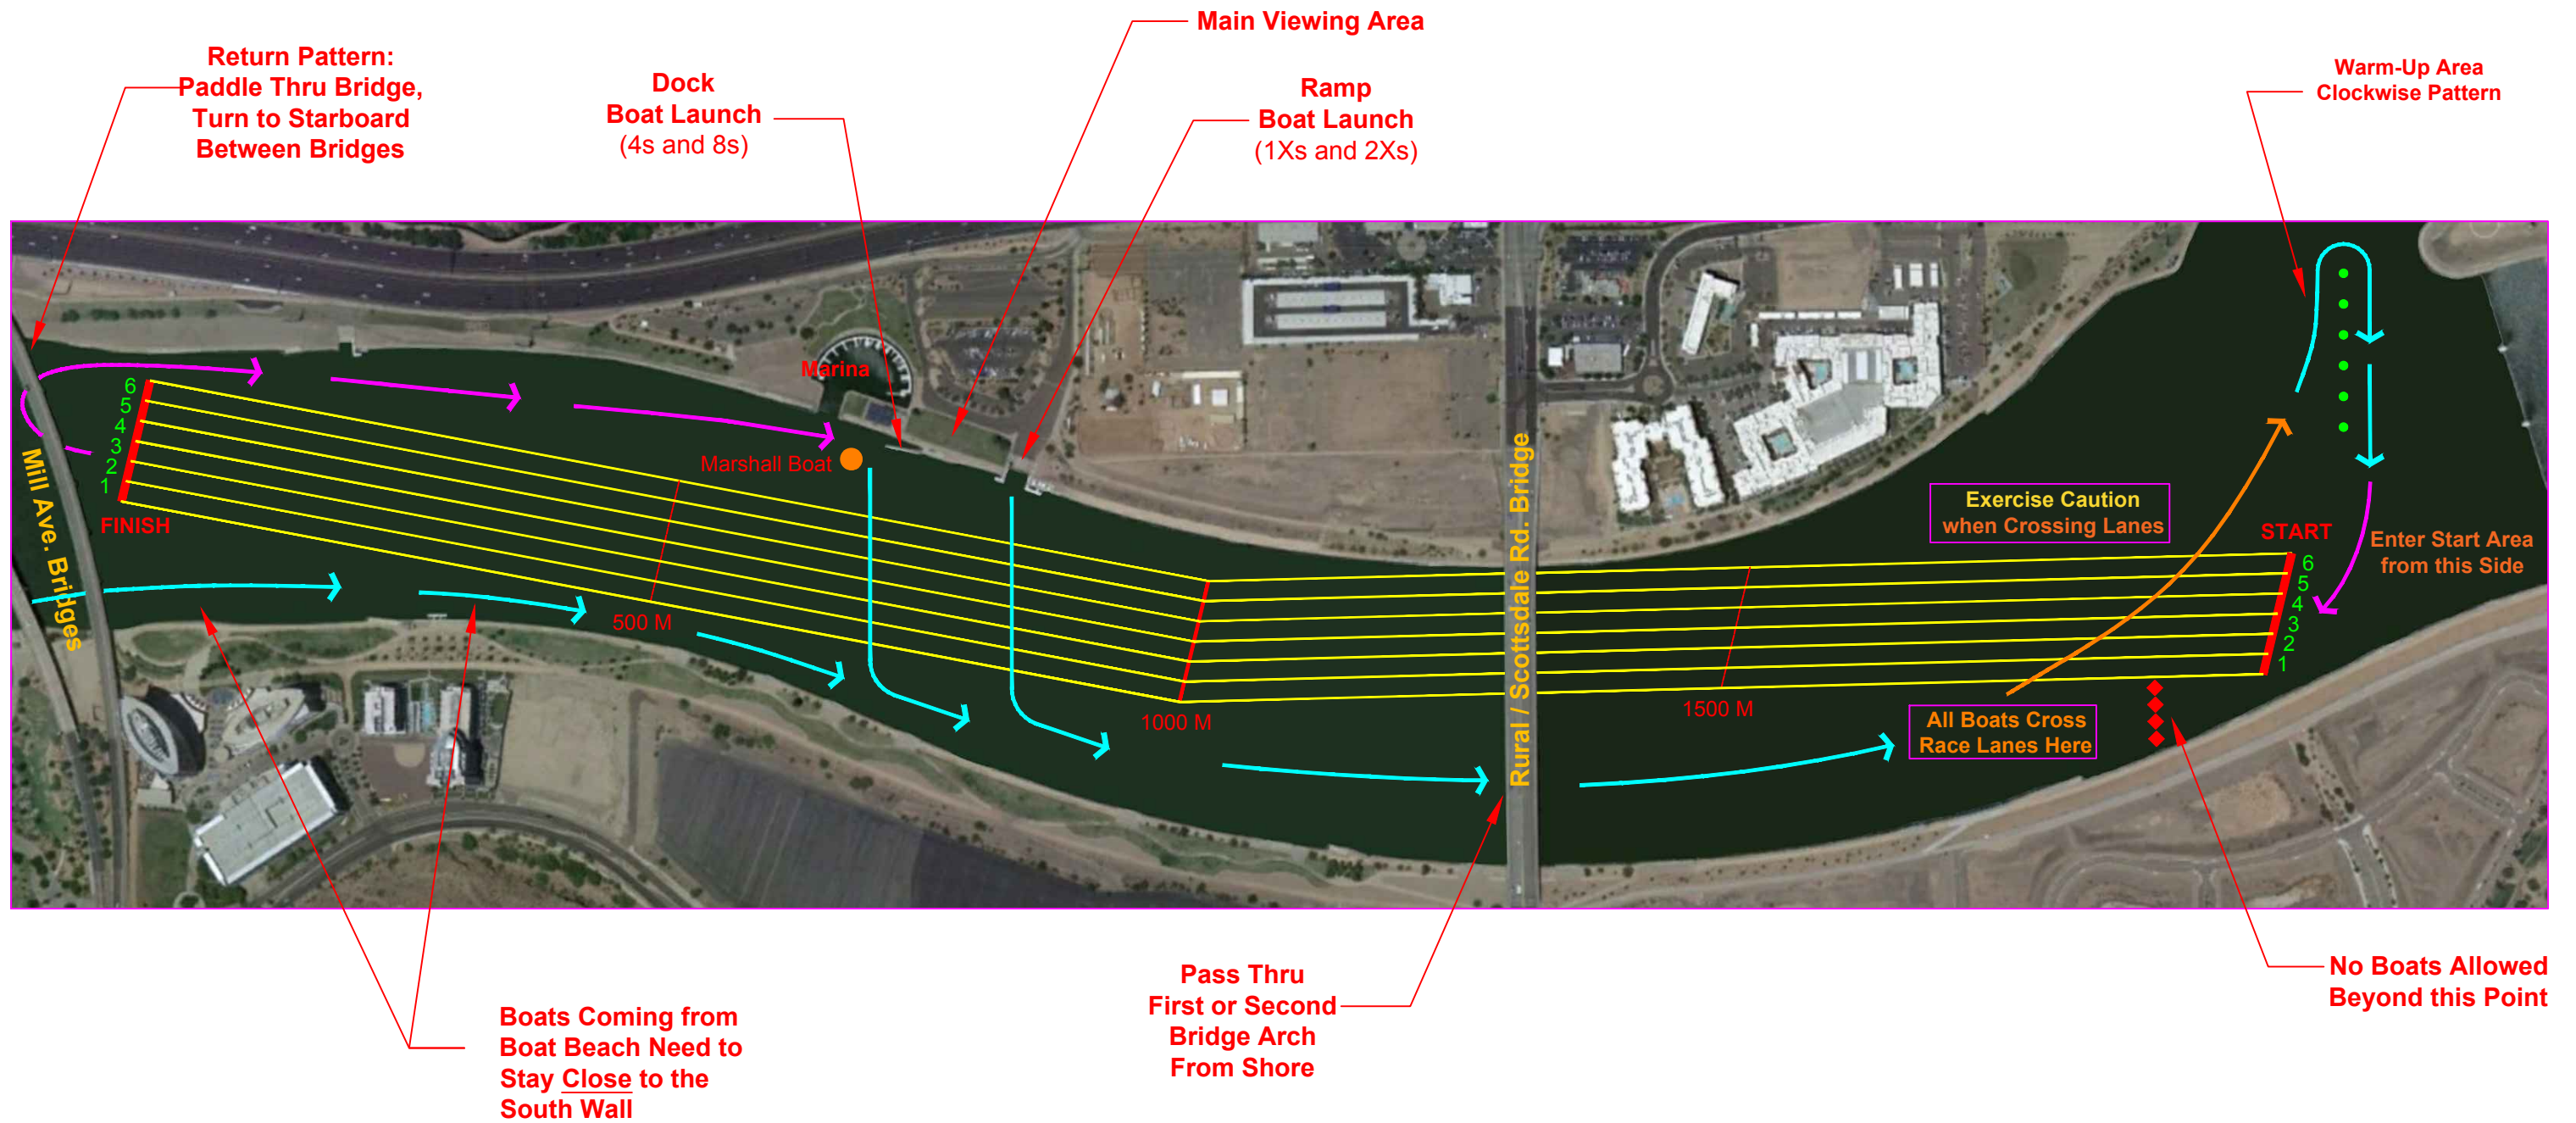 Main Viewing Area
Return Pattern:
Paddle Thru Bridge,
Turn to Starboard
Between Bridges
Dock
Boat Launch
(4s and 8s)
Ramp
Boat Launch
(1Xs and 2Xs)
Warm-Up Area
Clockwise Pattern
Marina
Marshall Boat
6
5
4
3
2
1
FINISH
Mill Ave. Bridges
500 M
1000 M
Rural / Scottsdale Rd. Bridge
1500 M
Exercise Caution
when Crossing Lanes
START
6
5
4
3
2
1
Enter Start Area
from this Side
All Boats Cross
Race Lanes Here
Boats Coming from
Boat Beach Need to
Stay Close to the
South Wall
Pass Thru
First or Second
Bridge Arch
From Shore
No Boats Allowed
Beyond this Point